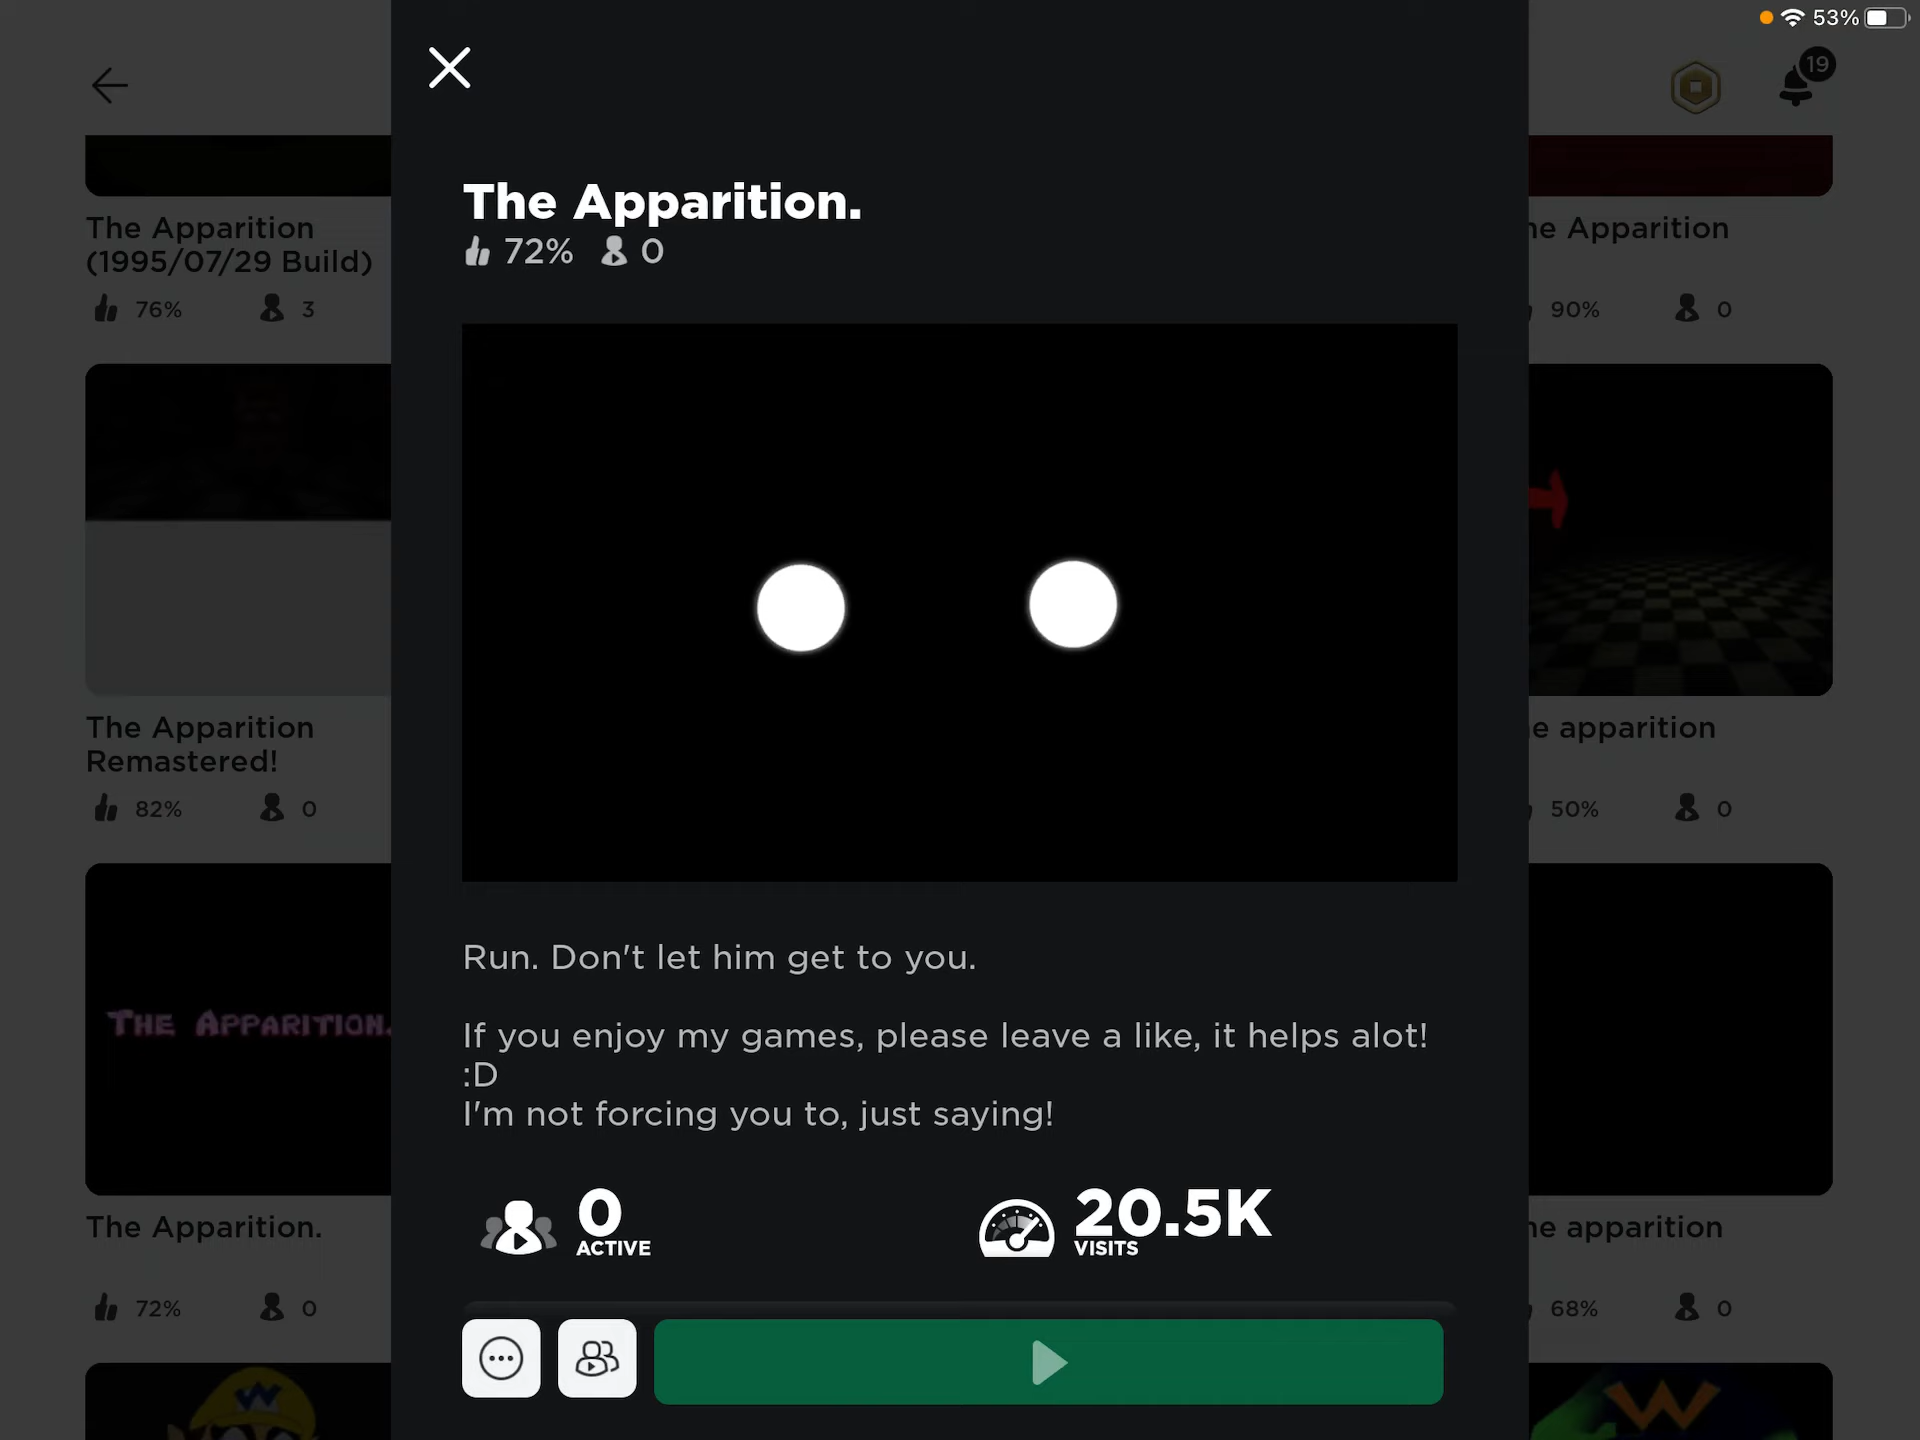 53%
19
The Apparition.
72% 0
The Apparition
(1995/07/29 Build)
76% 3
he Apparition
90% 0
The Apparition
Remastered!
82% 0
e apparition
50% 0
THE APPARITION.
The Apparition.
72% 0
he apparition
68% 0
Run. Don't let him get to you.
If you enjoy my games, please leave a like, it helps alot!
:D
I'm not forcing you to, just saying!
0
ACTIVE
20.5K
VISITS
W
W